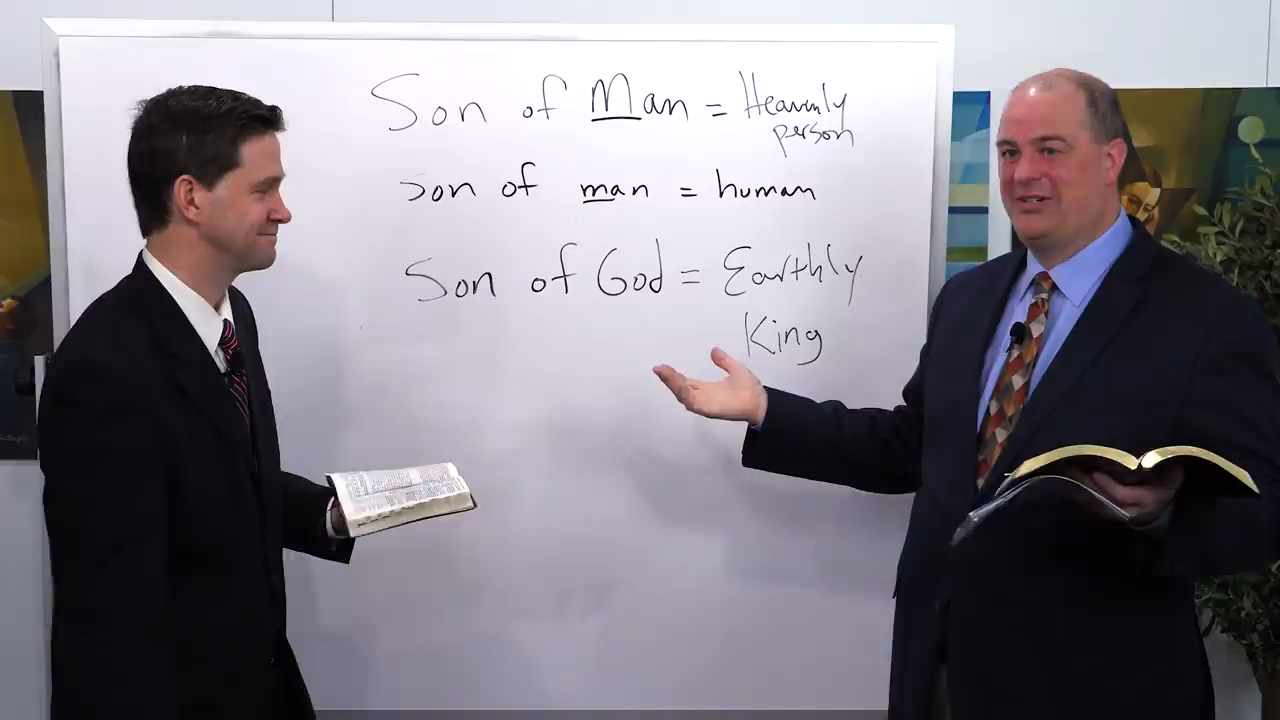 Son of Man = Heavenly
person
son of man = human
Son of God = Earthly
King